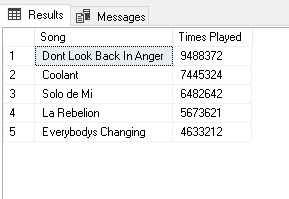 Results Messages
Song Times Played
1 Dont Look Back In Anger 9488372
2 Coolant 7445324
3 Solo de Mi 6482642
4 La Rebelion 5673621
5 Everybodys Changing 4633212